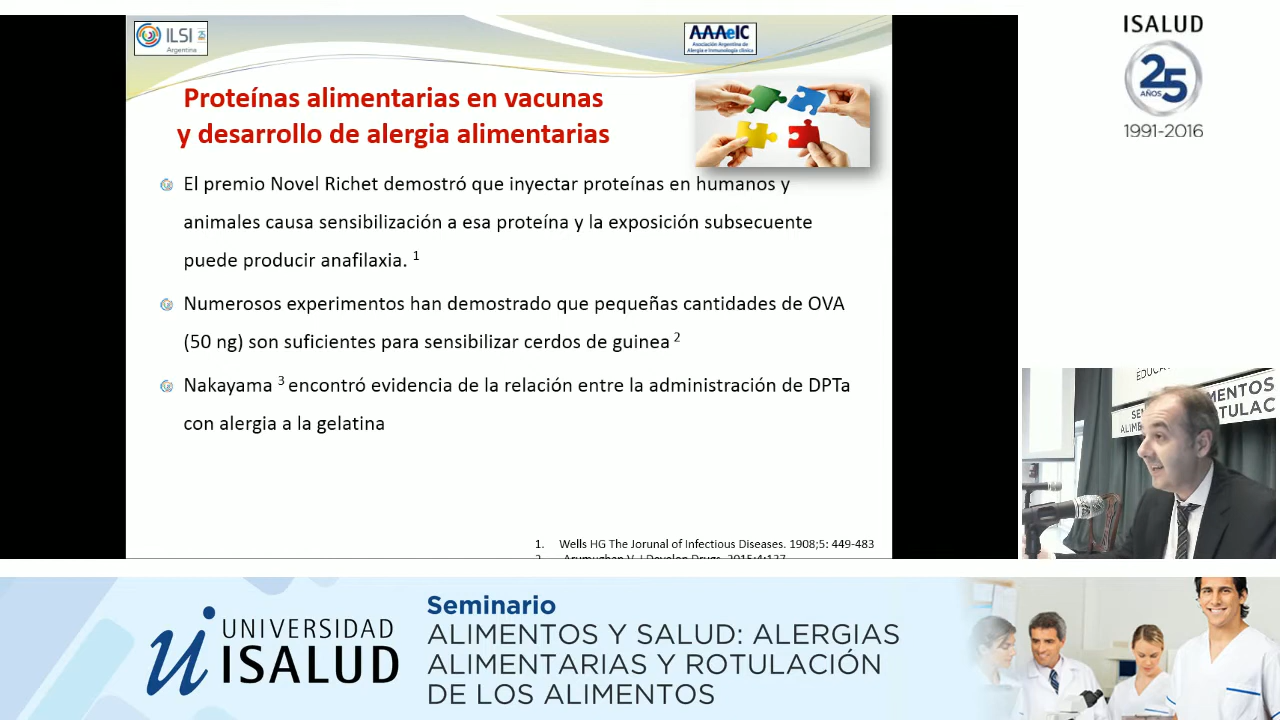 ILSI
Argentina
AAAeIC
Asociación Argentina de
Alergia e Inmunología clínica
ISALUD
25
AÑOS
1991-2016
Proteínas alimentarias en vacunas
y desarrollo de alergia alimentarias
El premio Novel Richet demostró que inyectar proteínas en humanos y
animales causa sensibilización a esa proteína y la exposición subsecuente
puede producir anafilaxia. 1
Numerosos experimentos han demostrado que pequeñas cantidades de OVA
(50 ng) son suficientes para sensibilizar cerdos de guinea 2
Nakayama 3 encontró evidencia de la relación entre la administración de DPTa
con alergia a la gelatina
1. Wells HG The Jorunal of Infectious Diseases. 1908;5: 449-483
UNIVERSIDAD
ISALUD
Seminario
ALIMENTOS Y SALUD: ALERGIAS
ALIMENTARIAS Y ROTULACIÓN
DE LOS ALIMENTOS